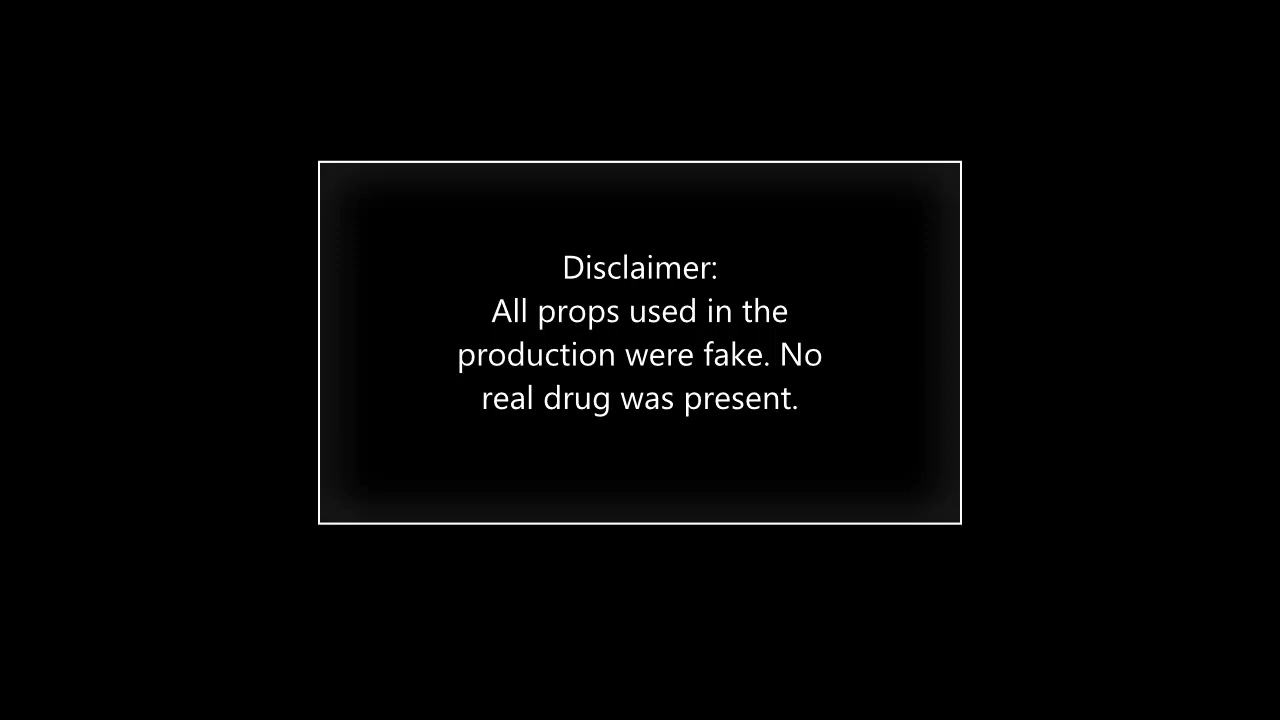 Disclaimer:
All props used in the
production were fake. No
real drug was present.